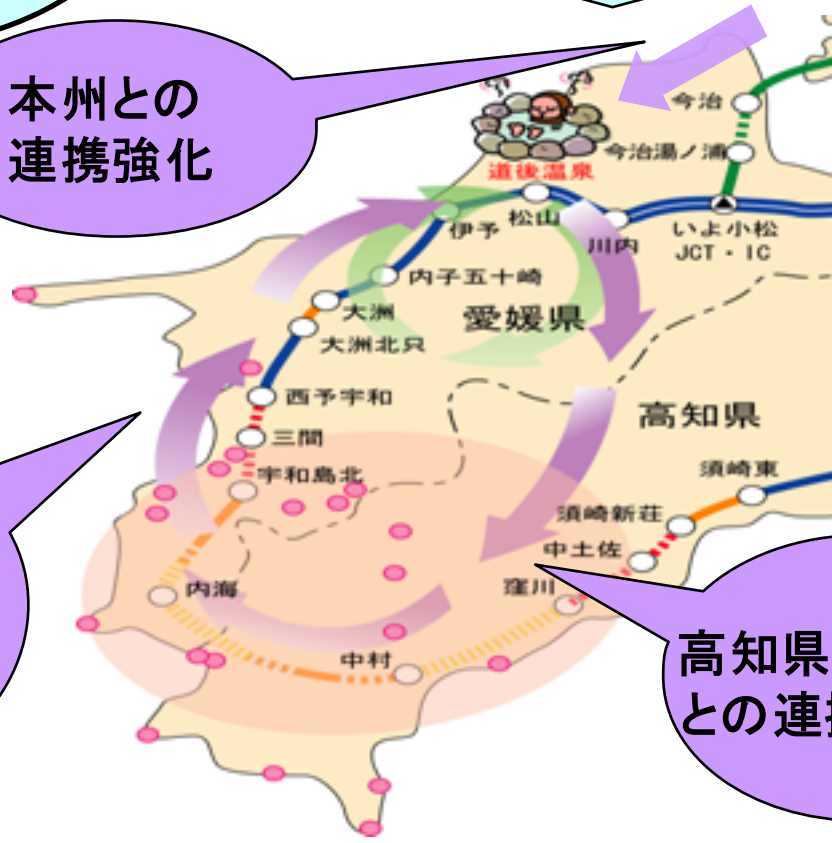 本州との
連携強化
今治
今治湯ノ浦
道後温泉
松山
伊予
川内
いよ小松
JCT・IC
内子五十崎
大洲
愛媛県
大洲北只
西予宇和
高知県
三間
須崎東
宇和島北
須崎新荘
中土佐
内海
窪川
中村
高知県
との連携